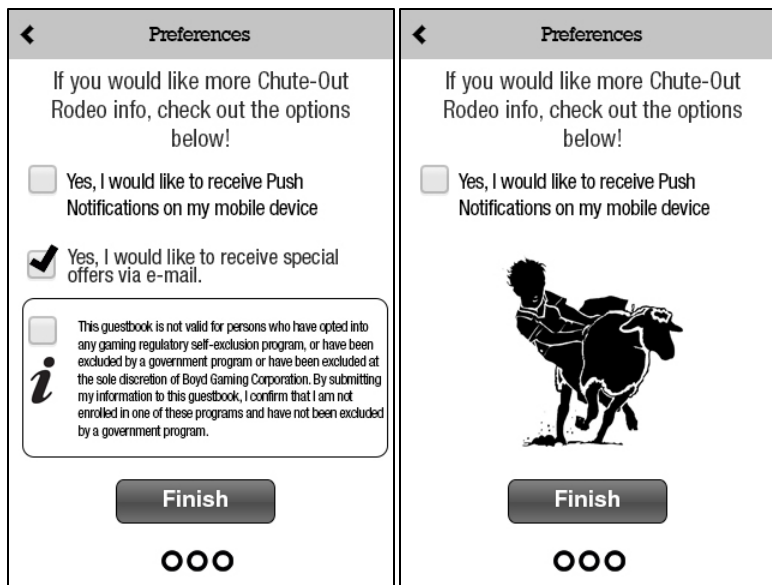 Preferences
If you would like more Chute-Out
Rodeo info, check out the options
below!
Yes, I would like to receive Push
Notifications on my mobile device
Yes, I would like to receive special
offers via e-mail.
This guestbook is not valid for persons who have opted into
any gaming regulatory self-exclusion program, or have been
excluded by a government program or have been excluded at
the sole discretion of Boyd Gaming Corporation. By submitting
my information to this guestbook, I confirm that I am not
enrolled in one of these programs and have not been excluded
by a government program.
i
Finish
Preferences
If you would like more Chute-Out
Rodeo info, check out the options
below!
Yes, I would like to receive Push
Notifications on my mobile device
Finish